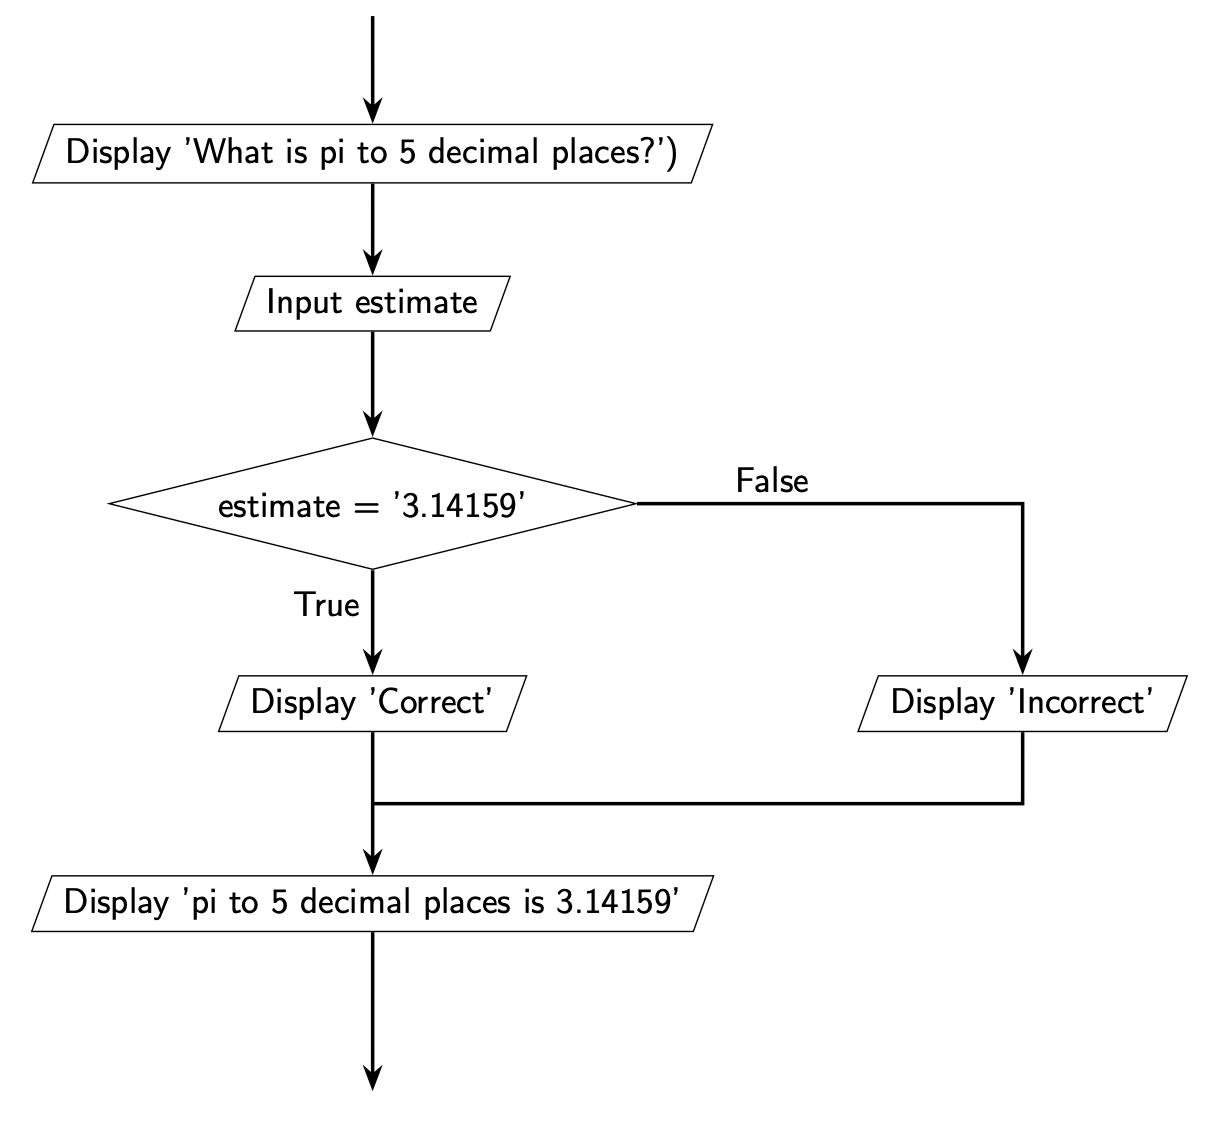 Display 'What is pi to 5 decimal places?')
Input estimate
estimate = '3.14159'
False
True
Display 'Correct'
Display 'Incorrect'
Display 'pi to 5 decimal places is 3.14159'